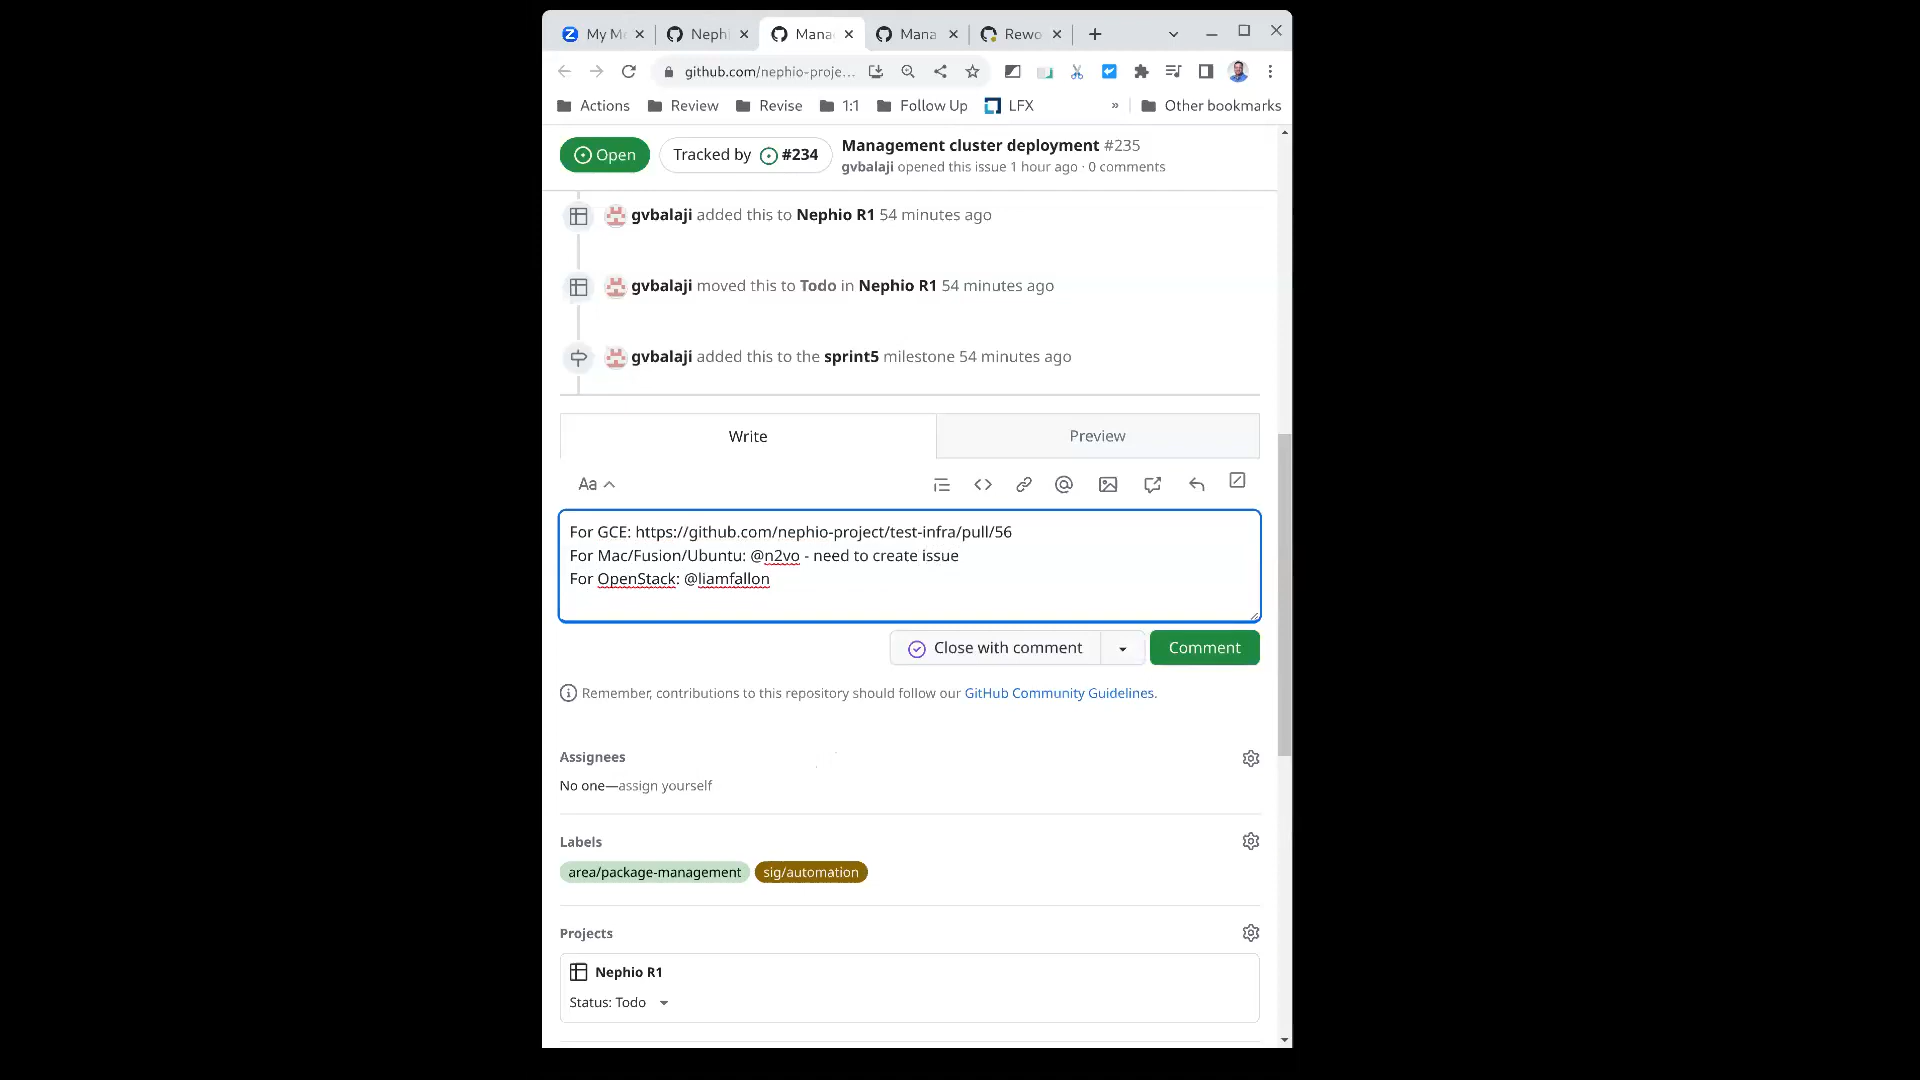 My M
Neph
Mana
Mana
Rewo
github.com/nephio-proje...
Actions
Review
Revise
1:1
Follow Up
LFX
»
Other bookmarks
Open
Tracked by #234
Management cluster deployment #235
gvbalaji opened this issue 1 hour ago · 0 comments
gvbalaji added this to Nephio R1 54 minutes ago
gvbalaji moved this to Todo in Nephio R1 54 minutes ago
gvbalaji added this to the sprint5 milestone 54 minutes ago
Write
Preview
Aa
For GCE: https://github.com/nephio-project/test-infra/pull/56
For Mac/Fusion/Ubuntu: @n2vo - need to create issue
For OpenStack: @liamfallon
Close with comment
Comment
Remember, contributions to this repository should follow our GitHub Community Guidelines.
Assignees
No one—assign yourself
Labels
area/package-management
sig/automation
Projects
Nephio R1
Status: Todo